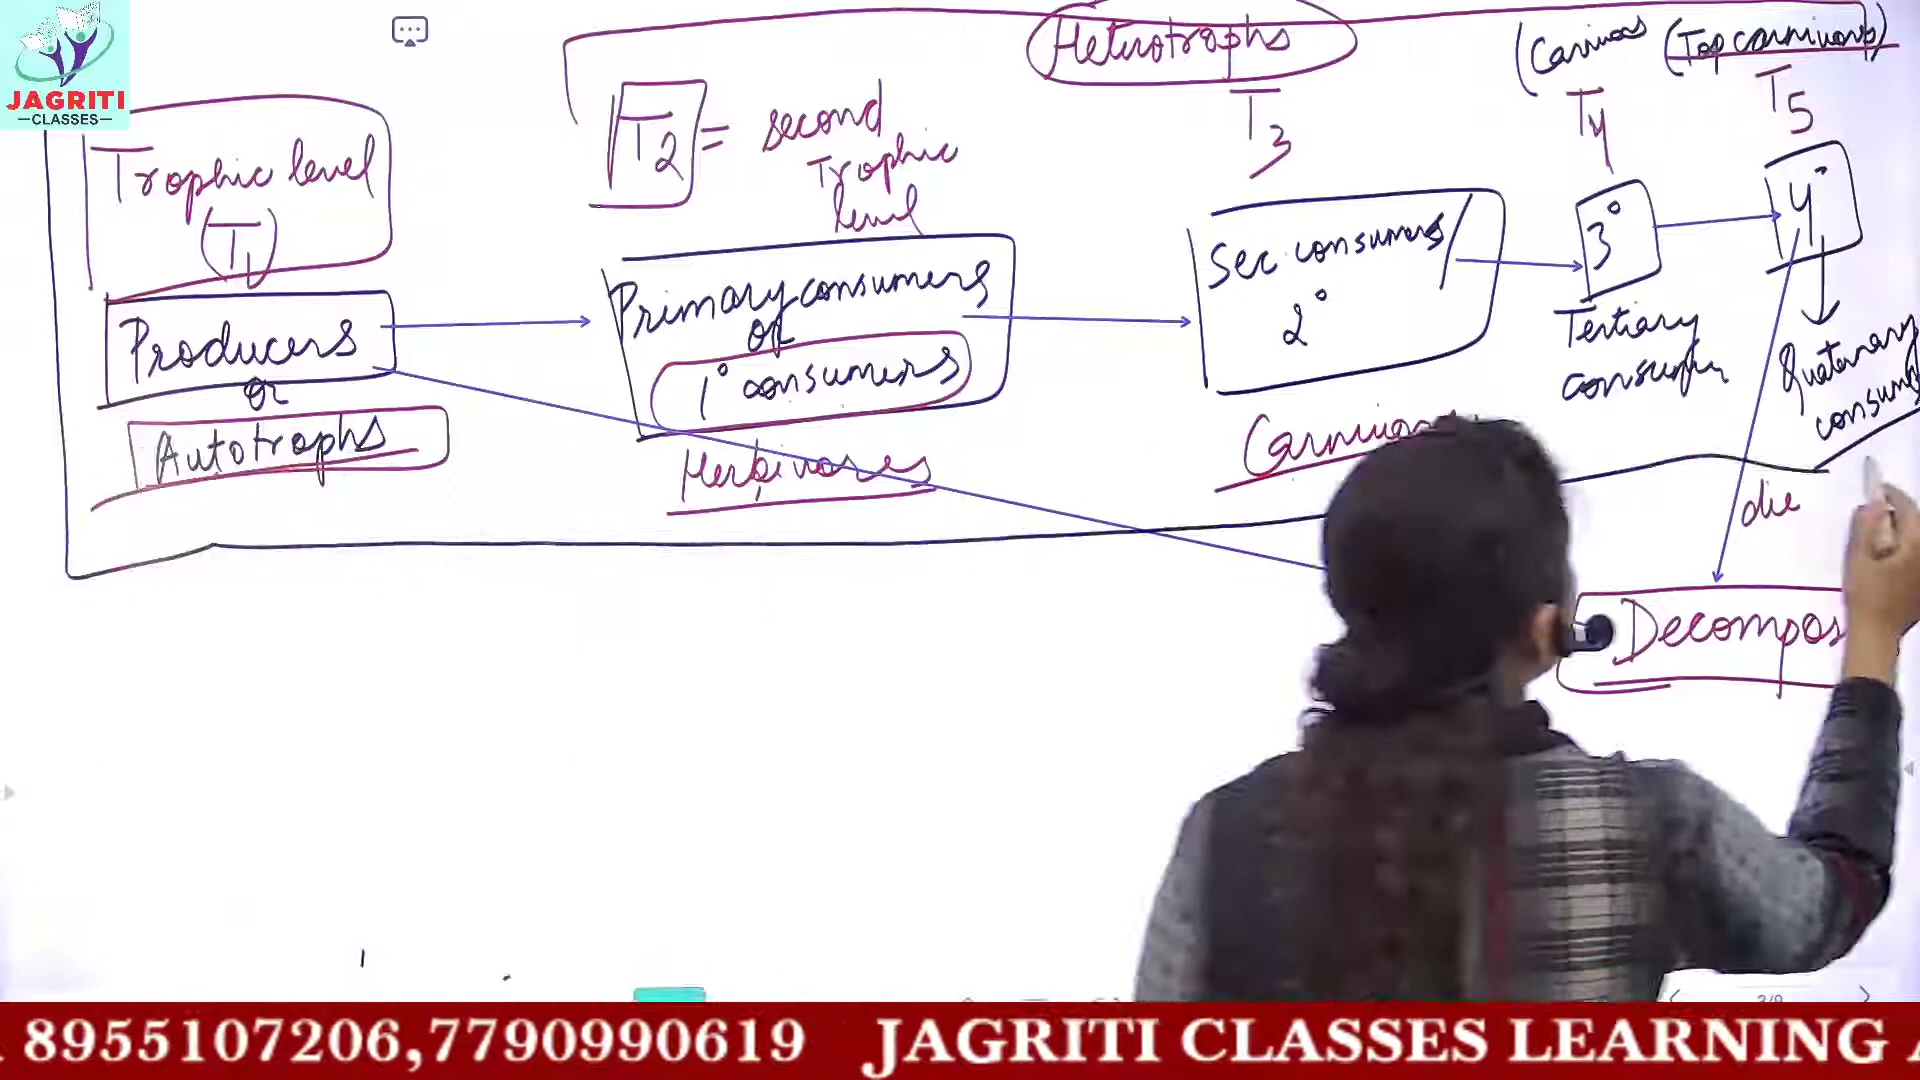 JAGRITI
—CLASSES—
Heterotrophs
(Carnivores
(Top carnivores)
Trophic level
(T1)
T2 = second
Trophic
level
T3
T4
T5
Producers
or
Autotrophs
Primary consumers
or
1° consumers
Herbivores
Sec consumers
2°
3°
Tertiary
consumer
4°
Quaternary
consum
die
Decompos
8955107206,7790990619 JAGRITI CLASSES LEARNING A